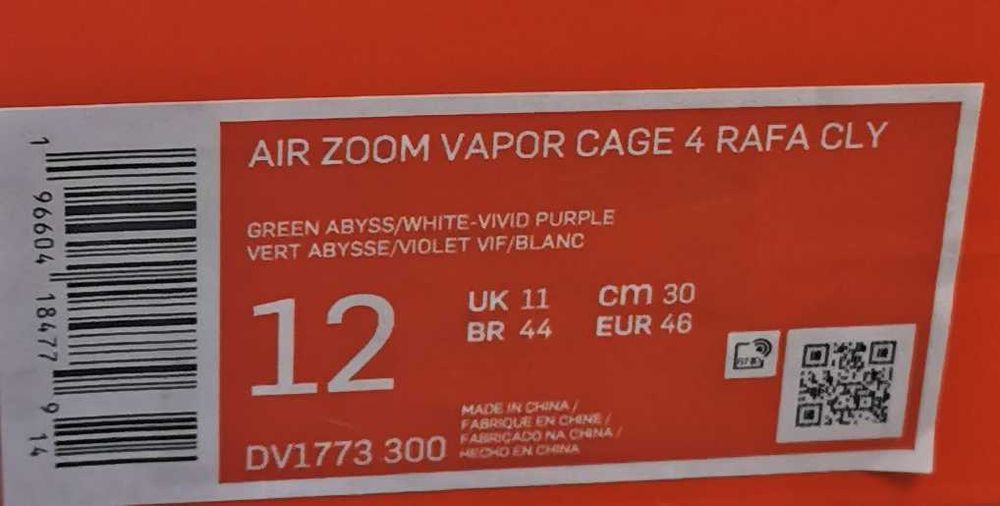 AIR ZOOM VAPOR CAGE 4 RAFA CLY
GREEN ABYSS/WHITE-VIVID PURPLE
VERT ABYSSE/VIOLET VIF/BLANC
12
UK 11
cm 30
BR 44
EUR 46
MADE IN CHINA /
FABRIQUE EN CHINE /
FABRICADO NA CHINA /
HECHO EN CHINA
DV1773 300
1 96604 18477 9 14